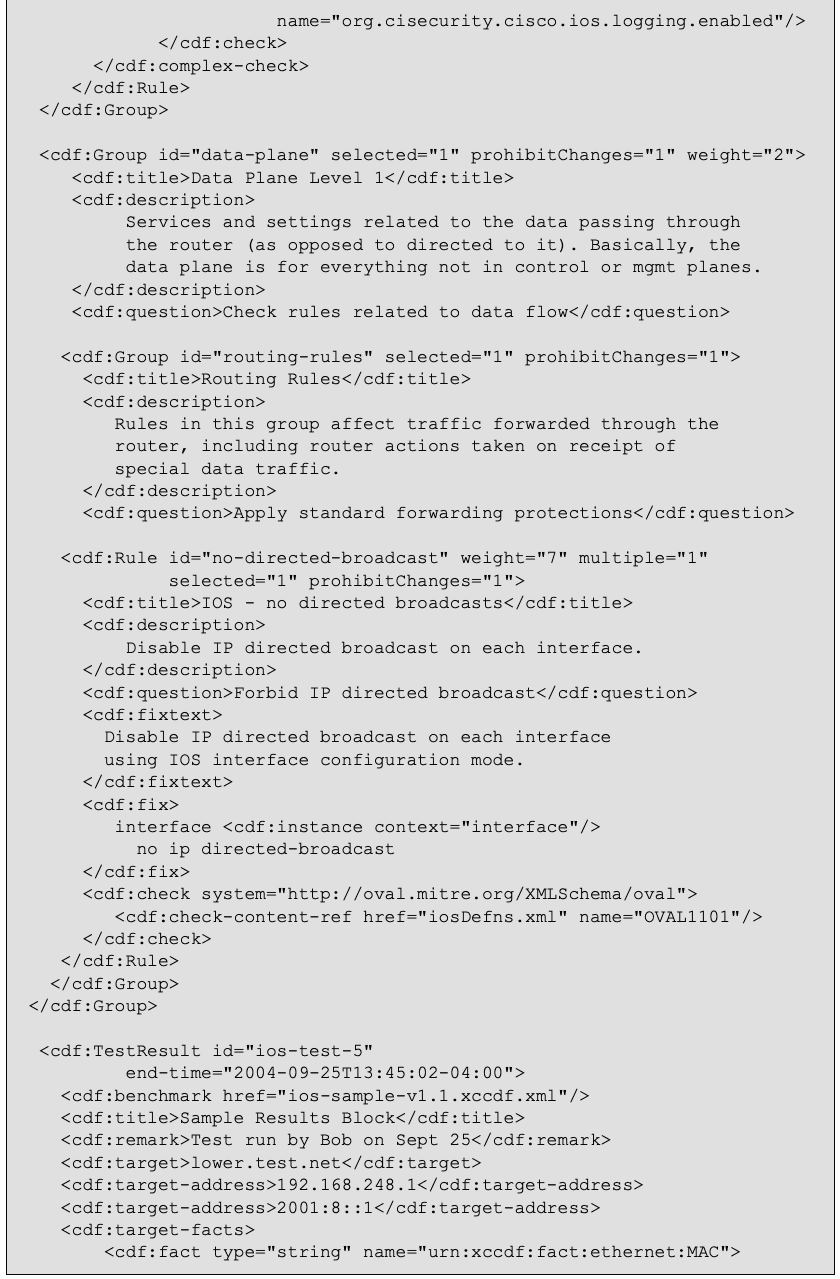 name="org.cisecurity.cisco.ios.logging.enabled"/>
</cdf:check>
</cdf:complex-check>
</cdf:Rule>
</cdf:Group>
<cdf:Group id="data-plane" selected="1" prohibitChanges="1" weight="2">
<cdf:title>Data Plane Level 1</cdf:title>
<cdf:description>
Services and settings related to the data passing through
the router (as opposed to directed to it). Basically, the
data plane is for everything not in control or mgmt planes.
</cdf:description>
<cdf:question>Check rules related to data flow</cdf:question>
<cdf:Group id="routing-rules" selected="1" prohibitChanges="1">
<cdf:title>Routing Rules</cdf:title>
<cdf:description>
Rules in this group affect traffic forwarded through the
router, including router actions taken on receipt of
special data traffic.
</cdf:description>
<cdf:question>Apply standard forwarding protections</cdf:question>
<cdf:Rule id="no-directed-broadcast" weight="7" multiple="1"
selected="1" prohibitChanges="1">
<cdf:title>IOS - no directed broadcasts</cdf:title>
<cdf:description>
Disable IP directed broadcast on each interface.
</cdf:description>
<cdf:question>Forbid IP directed broadcast</cdf:question>
<cdf:fixtext>
Disable IP directed broadcast on each interface
using IOS interface configuration mode.
</cdf:fixtext>
<cdf:fix>
interface <cdf:instance context="interface"/>
no ip directed-broadcast
</cdf:fix>
<cdf:check system="http://oval.mitre.org/XMLSchema/oval">
<cdf:check-content-ref href="iosDefns.xml" name="OVAL1101"/>
</cdf:check>
</cdf:Rule>
</cdf:Group>
</cdf:Group>
<cdf:TestResult id="ios-test-5"
end-time="2004-09-25T13:45:02-04:00">
<cdf:benchmark href="ios-sample-v1.1.xccdf.xml"/>
<cdf:title>Sample Results Block</cdf:title>
<cdf:remark>Test run by Bob on Sept 25</cdf:remark>
<cdf:target>lower.test.net</cdf:target>
<cdf:target-address>192.168.248.1</cdf:target-address>
<cdf:target-address>2001:8::1</cdf:target-address>
<cdf:target-facts>
<cdf:fact type="string" name="urn:xccdf:fact:ethernet:MAC">